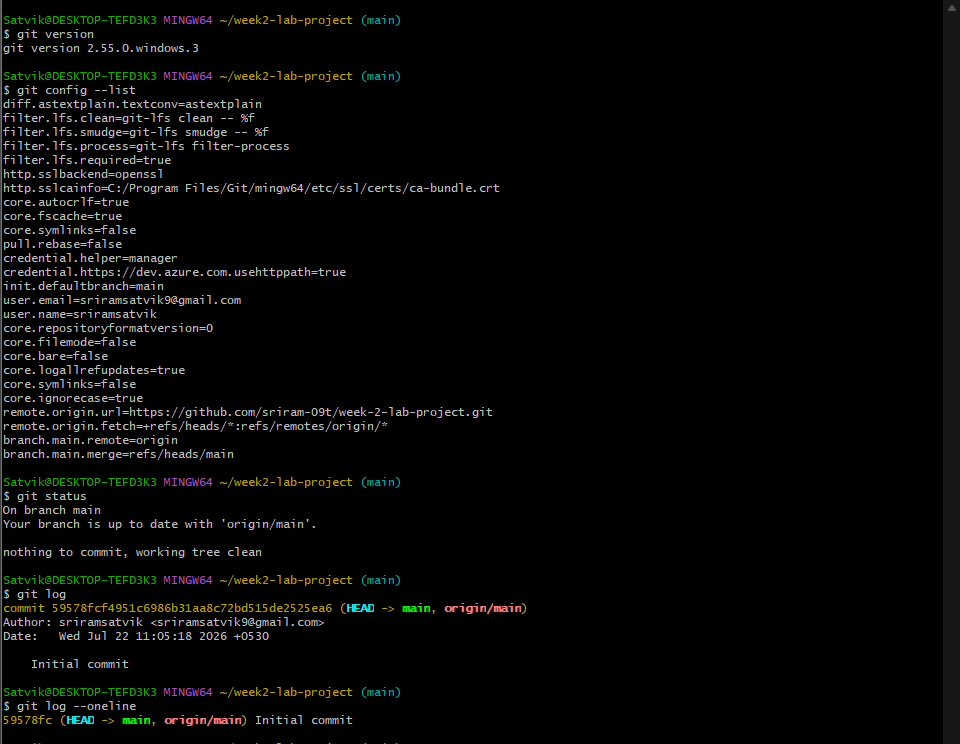 Satvik@DESKTOP-TEFD3K3 MINGW64 ~/week2-lab-project (main)
$ git version
git version 2.55.0.windows.3
Satvik@DESKTOP-TEFD3K3 MINGW64 ~/week2-lab-project (main)
$ git config --list
diff.astextplain.textconv=astextplain
filter.lfs.clean=git-lfs clean -- %f
filter.lfs.smudge=git-lfs smudge -- %f
filter.lfs.process=git-lfs filter-process
filter.lfs.required=true
http.sslbackend=openssl
http.sslcainfo=C:/Program Files/Git/mingw64/etc/ssl/certs/ca-bundle.crt
core.autocrlf=true
core.fscache=true
core.symlinks=false
pull.rebase=false
credential.helper=manager
credential.https://dev.azure.com.usehttppath=true
init.defaultbranch=main
user.email=sriramsatvik9@gmail.com
user.name=sriramsatvik
core.repositoryformatversion=0
core.filemode=false
core.bare=false
core.logallrefupdates=true
core.symlinks=false
core.ignorecase=true
remote.origin.url=https://github.com/sriram-09t/week-2-lab-project.git
remote.origin.fetch=+refs/heads/*:refs/remotes/origin/*
branch.main.remote=origin
branch.main.merge=refs/heads/main
Satvik@DESKTOP-TEFD3K3 MINGW64 ~/week2-lab-project (main)
$ git status
On branch main
Your branch is up to date with 'origin/main'.
nothing to commit, working tree clean
Satvik@DESKTOP-TEFD3K3 MINGW64 ~/week2-lab-project (main)
$ git log
commit 59578fcf4951c6986b31aa8c72bd515de2525ea6 (HEAD -> main, origin/main)
Author: sriramsatvik <sriramsatvik9@gmail.com>
Date:   Wed Jul 22 11:05:18 2026 +0530
    Initial commit
Satvik@DESKTOP-TEFD3K3 MINGW64 ~/week2-lab-project (main)
$ git log --oneline
59578fc (HEAD -> main, origin/main) Initial commit